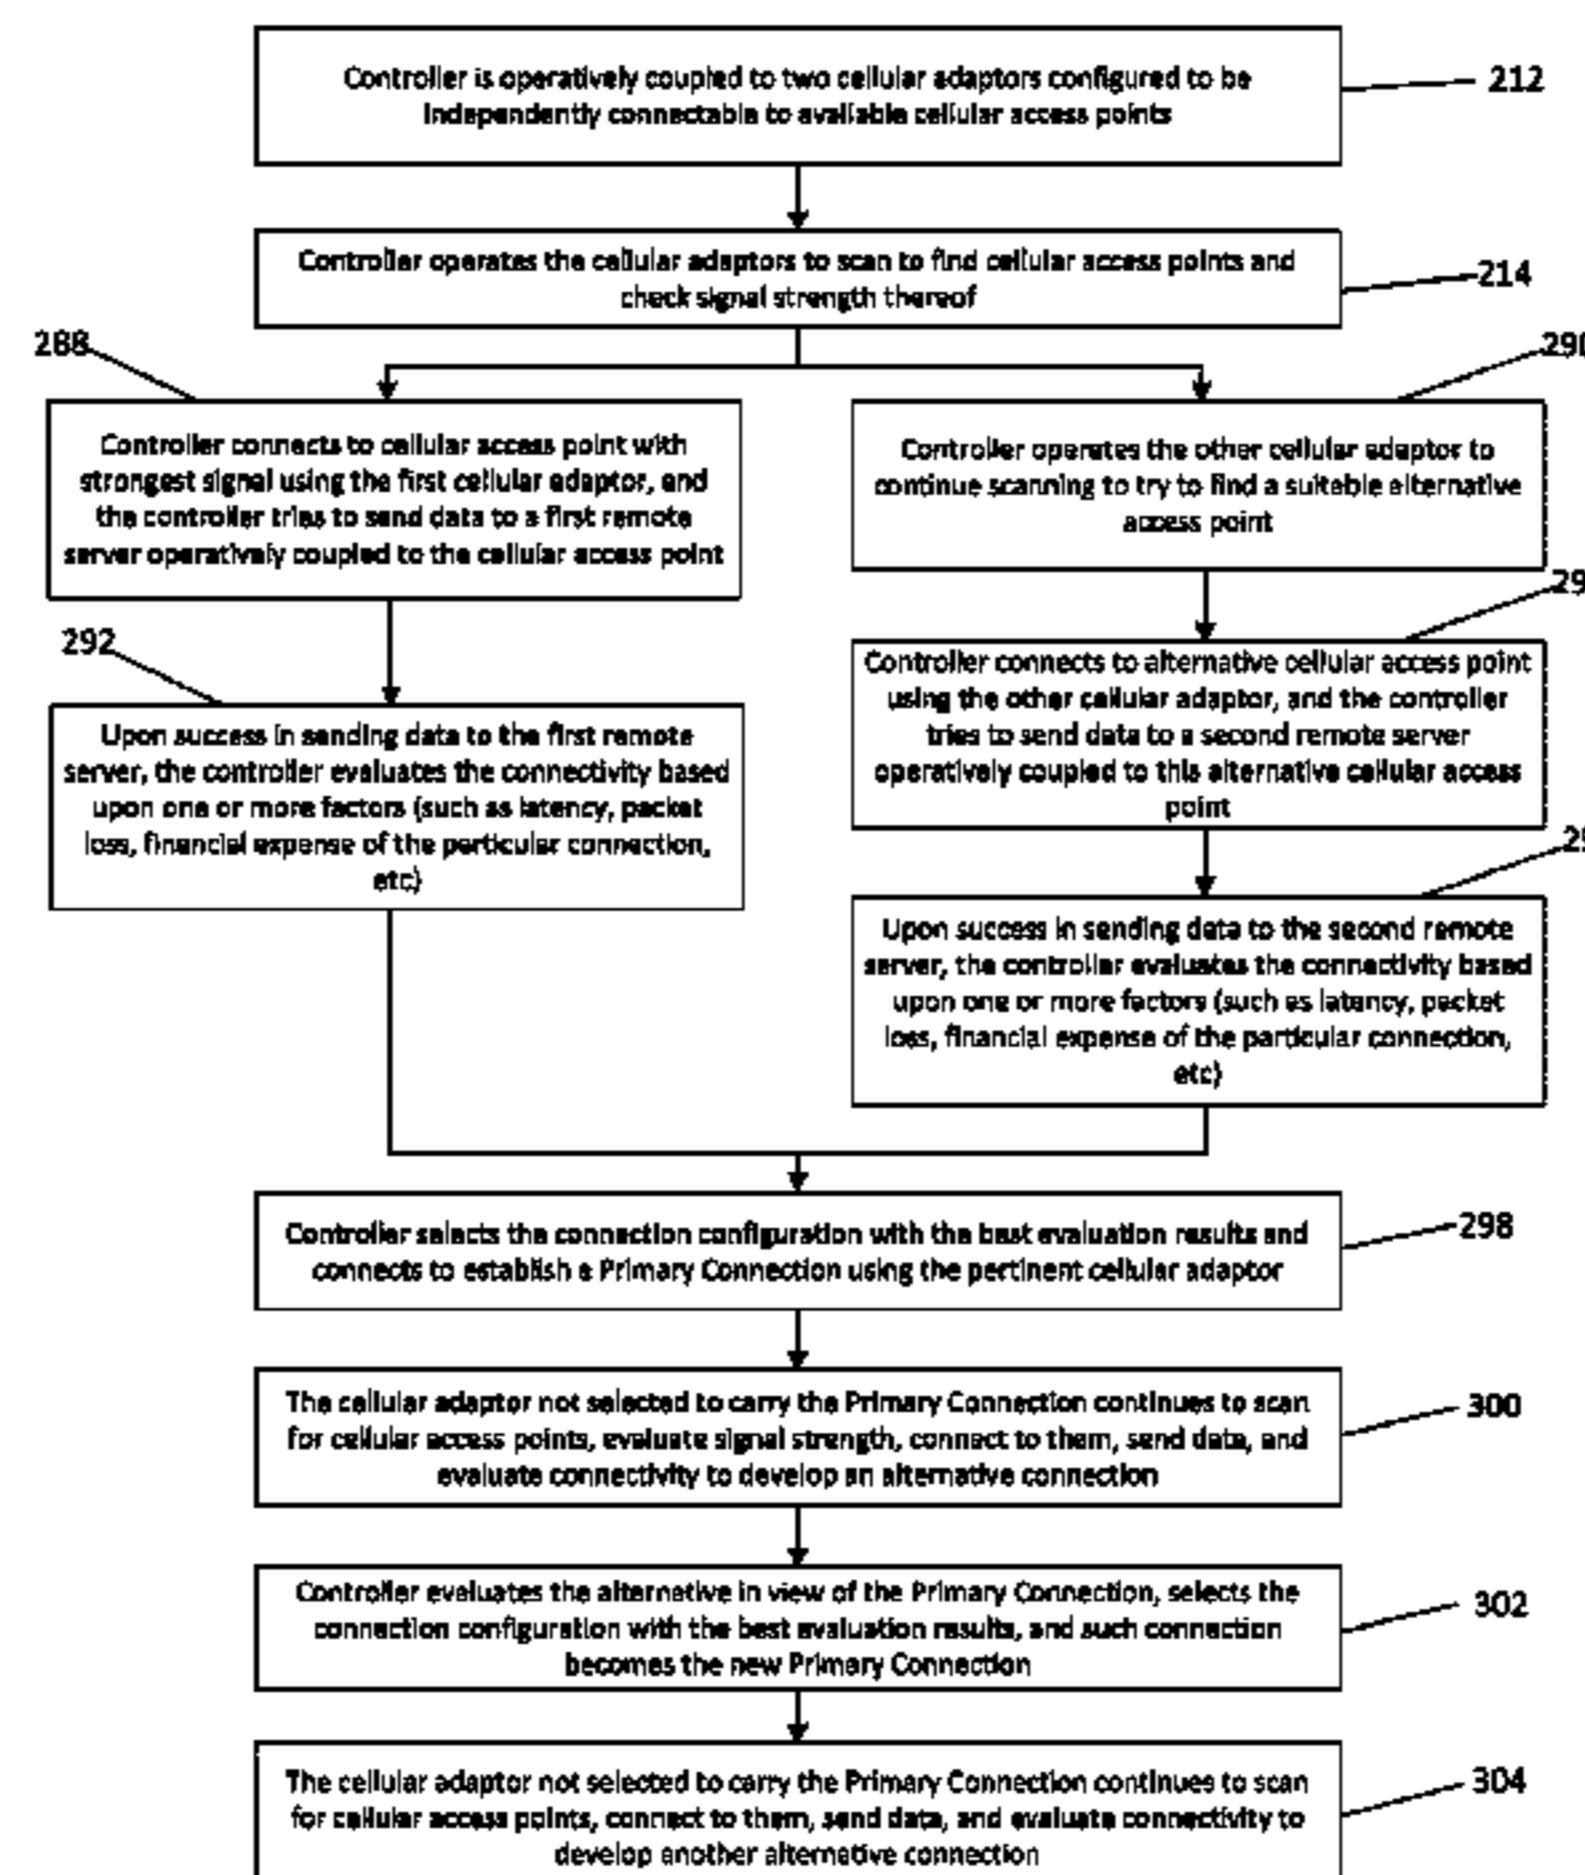 Controller is operatively coupled to two cellular adaptors configured to be
independently connectable to available cellular access points
212
Controller operates the cellular adaptors to scan to find cellular access points and
check signal strength thereof
214
288
290
Controller connects to cellular access point with
strongest signal using the first cellular adaptor, and
the controller tries to send data to a first remote
server operatively coupled to the cellular access point
Controller operates the other cellular adaptor to
continue scanning to try to find a suitable alternative
access point
292
29
Upon success in sending data to the first remote
server, the controller evaluates the connectivity based
upon one or more factors (such as latency, packet
loss, financial expense of the particular connection,
etc)
Controller connects to alternative cellular access point
using the other cellular adaptor, and the controller
tries to send data to a second remote server
operatively coupled to this alternative cellular access
point
29
Upon success in sending data to the second remote
server, the controller evaluates the connectivity based
upon one or more factors (such as latency, packet
loss, financial expense of the particular connection,
etc)
Controller selects the connection configuration with the best evaluation results and
connects to establish a Primary Connection using the pertinent cellular adaptor
298
The cellular adaptor not selected to carry the Primary Connection continues to scan
for cellular access points, evaluate signal strength, connect to them, send data, and
evaluate connectivity to develop an alternative connection
300
Controller evaluates the alternative in view of the Primary Connection, selects the
connection configuration with the best evaluation results, and such connection
becomes the new Primary Connection
302
The cellular adaptor not selected to carry the Primary Connection continues to scan
for cellular access points, connect to them, send data, and evaluate connectivity to
develop another alternative connection
304